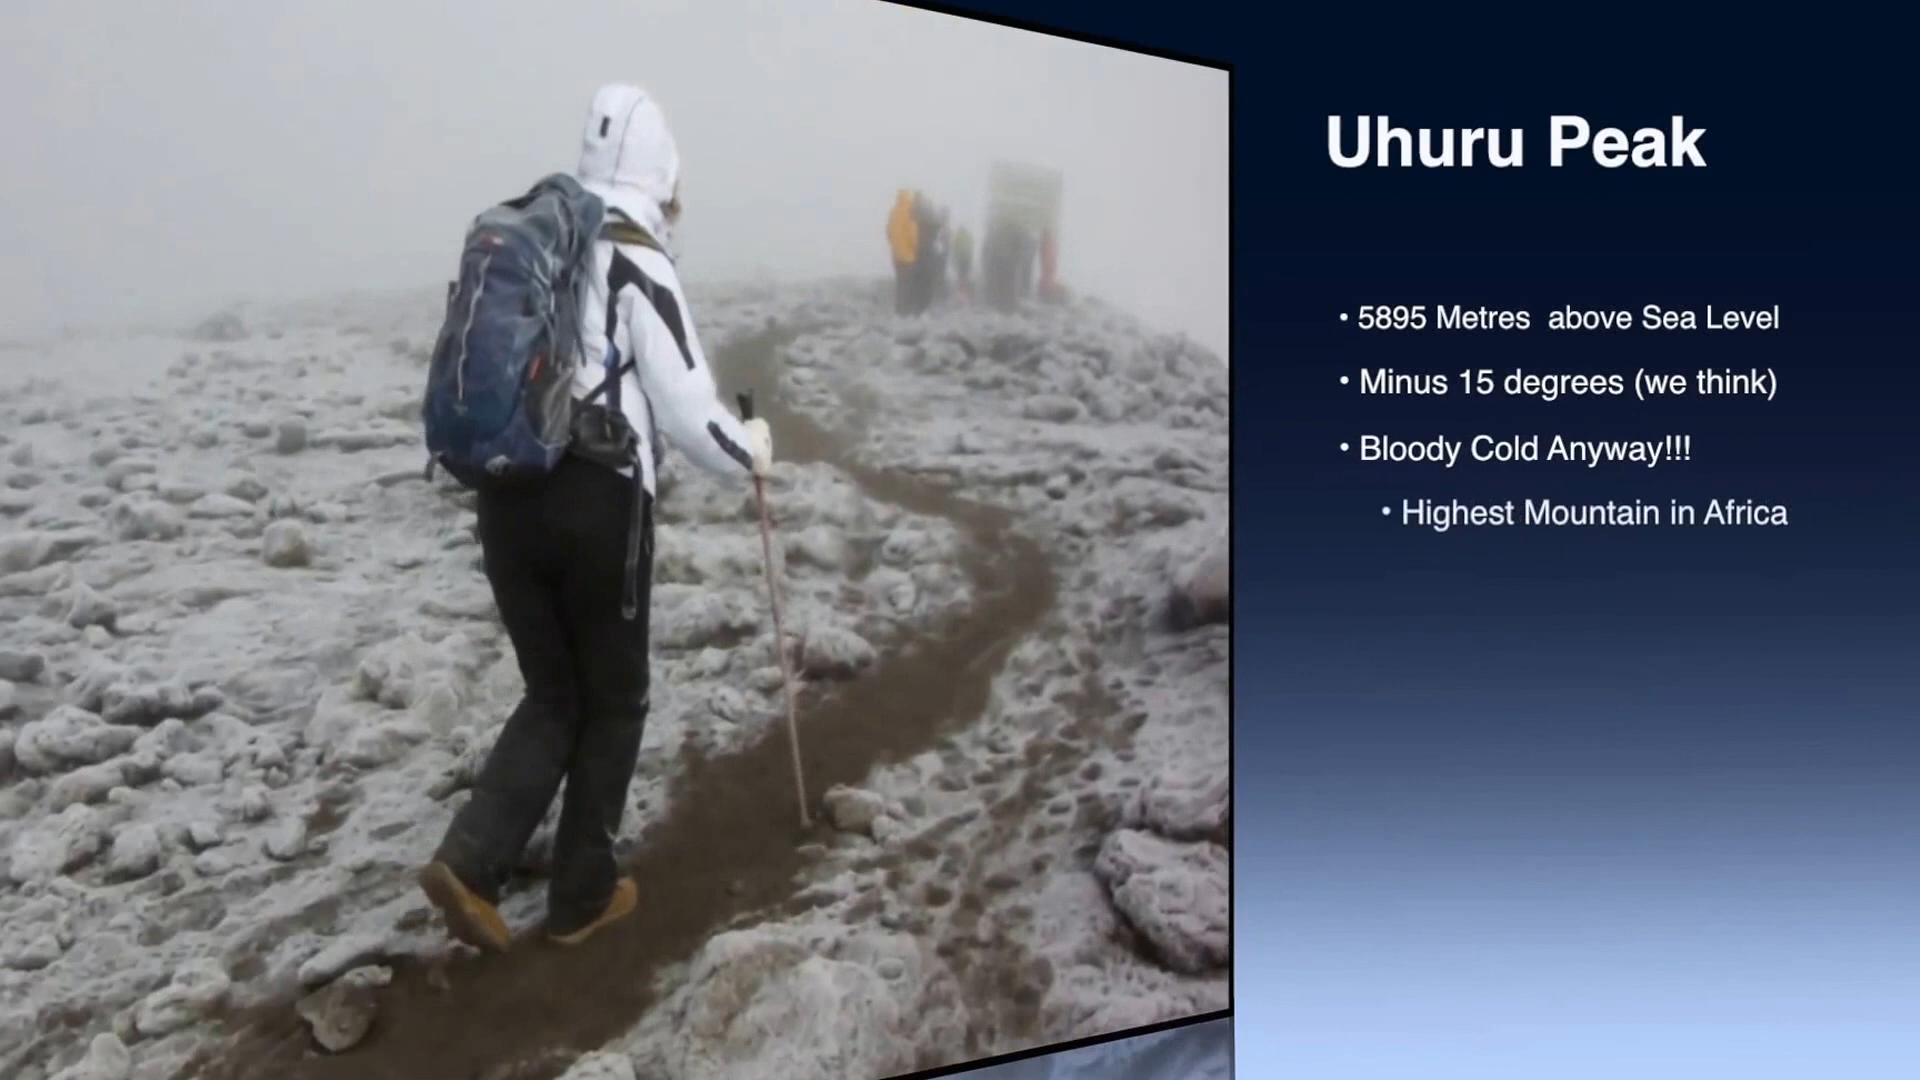 Uhuru Peak
• 5895 Metres  above Sea Level
• Minus 15 degrees (we think)
• Bloody Cold Anyway!!!
• Highest Mountain in Africa